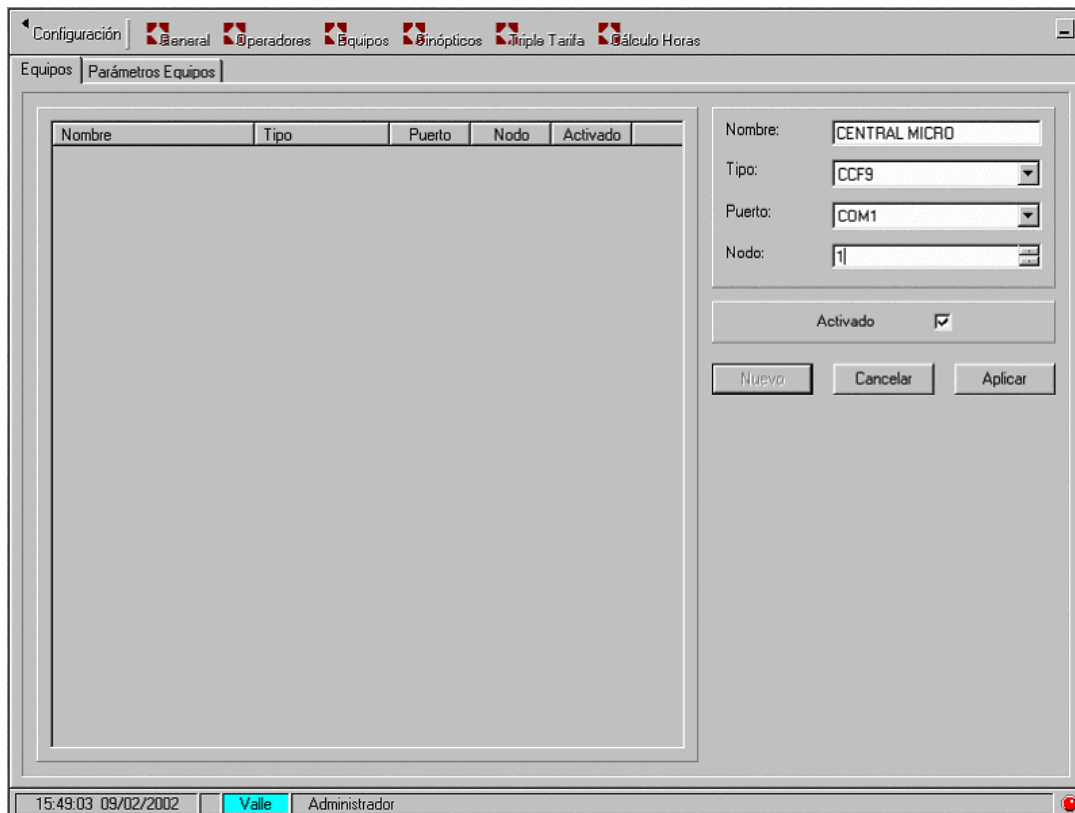 Configuración General Operadores Equipos Sinópticos Triple Tarifa Cálculo Horas
Equipos Parámetros Equipos
Nombre Tipo Puerto Nodo Activado
Nombre: CENTRAL MICRO
Tipo: CCF9
Puerto: COM1
Nodo: 1
Activado
Nuevo Cancelar Aplicar
15:49:03 09/02/2002 Valle Administrador